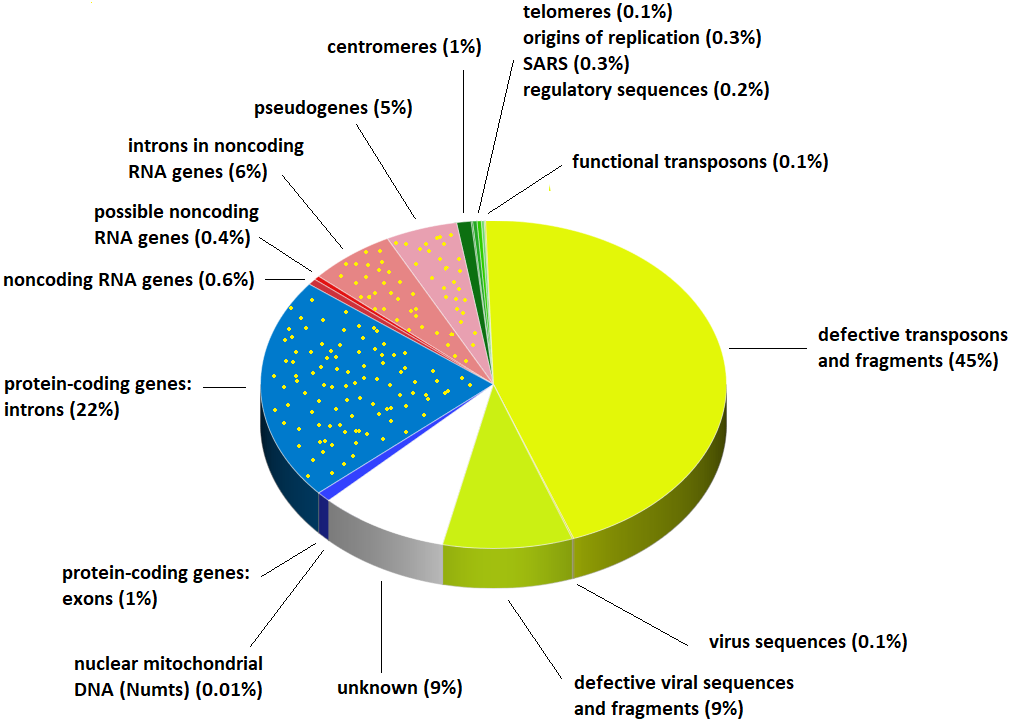 telomeres (0.1%)
origins of replication (0.3%)
SARS (0.3%)
regulatory sequences (0.2%)
centromeres (1%)
pseudogenes (5%)
functional transposons (0.1%)
introns in noncoding
RNA genes (6%)
possible noncoding
RNA genes (0.4%)
noncoding RNA genes (0.6%)
defective transposons
and fragments (45%)
protein-coding genes:
introns (22%)
protein-coding genes:
exons (1%)
nuclear mitochondrial
DNA (Numts) (0.01%)
unknown (9%)
defective viral sequences
and fragments (9%)
virus sequences (0.1%)